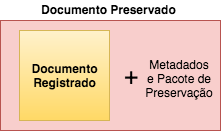 Documento Preservado
Documento
Registrado
+
Metadados
e Pacote de
Preservação